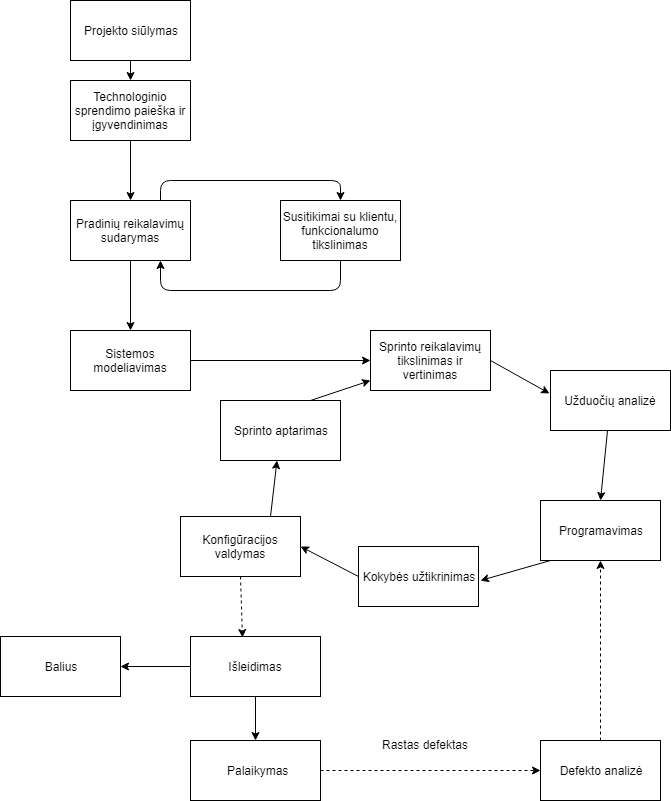 Projekto siūlymas
Technologinio
sprendimo paieška ir
įgyvendinimas
Pradinių reikalavimų
sudarymas
Susitikimai su klientu,
funkcionalumo
tikslinimas
Sistemos
modeliavimas
Sprinto reikalavimų
tikslinimas ir
vertinimas
Užduočių analizė
Sprinto aptarimas
Programavimas
Konfigūracijos
valdymas
Kokybės užtikrinimas
Balius
Išleidimas
Rastas defektas
Palaikymas
Defekto analizė